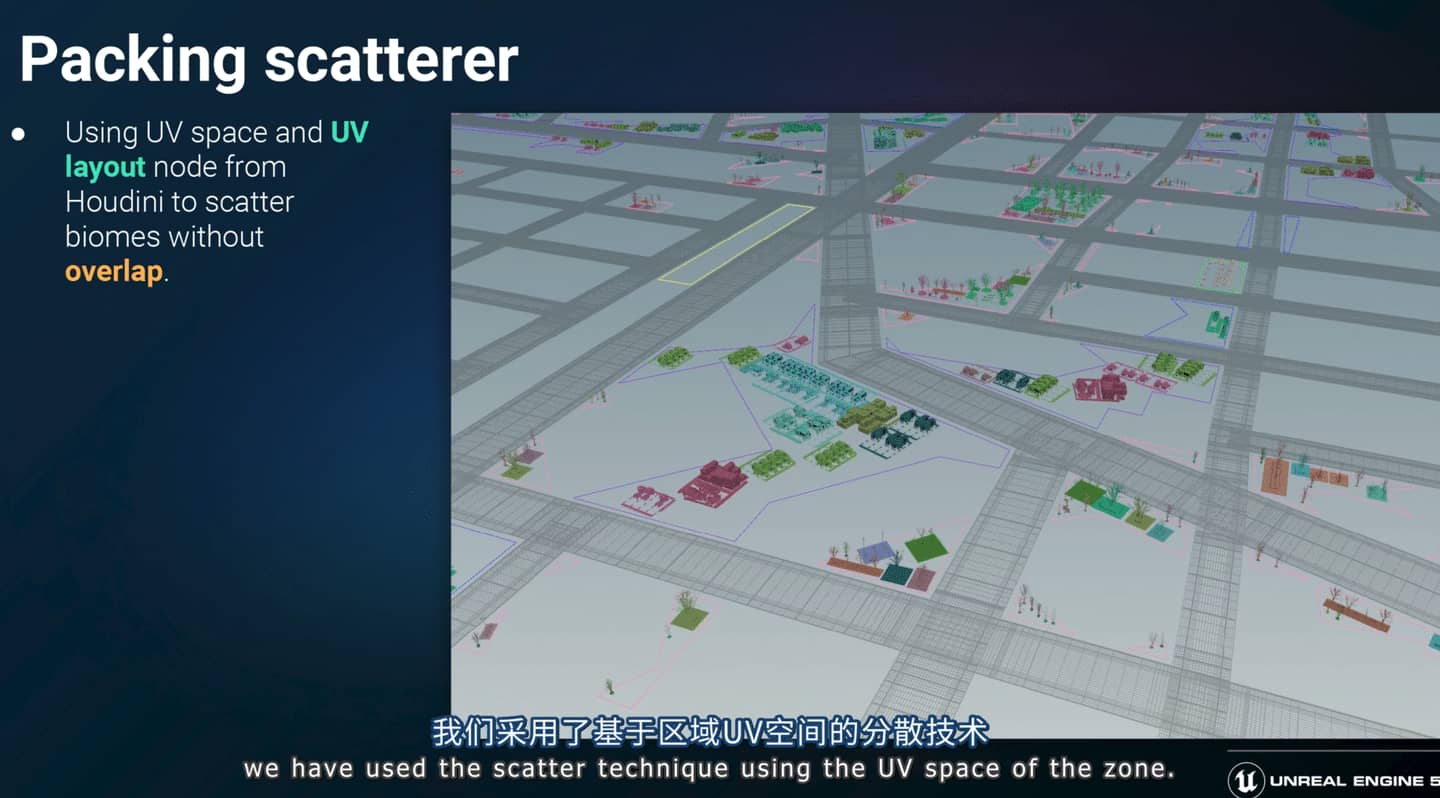 Packing scatterer
● Using UV space and UV
layout node from
Houdini to scatter
biomes without
overlap.
我们采用了基于区域UV空间的分散技术
we have used the scatter technique using the UV space of the zone.
UNREAL ENGINE 5